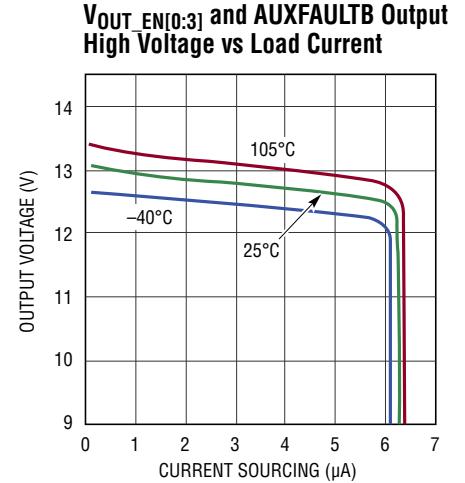 VOUT_EN[0:3] and AUXFAULTB Output
High Voltage vs Load Current
14
13
12
11
10
9
OUTPUT VOLTAGE (V)
105°C
–40°C
25°C
0 1 2 3 4 5 6 7
CURRENT SOURCING (µA)